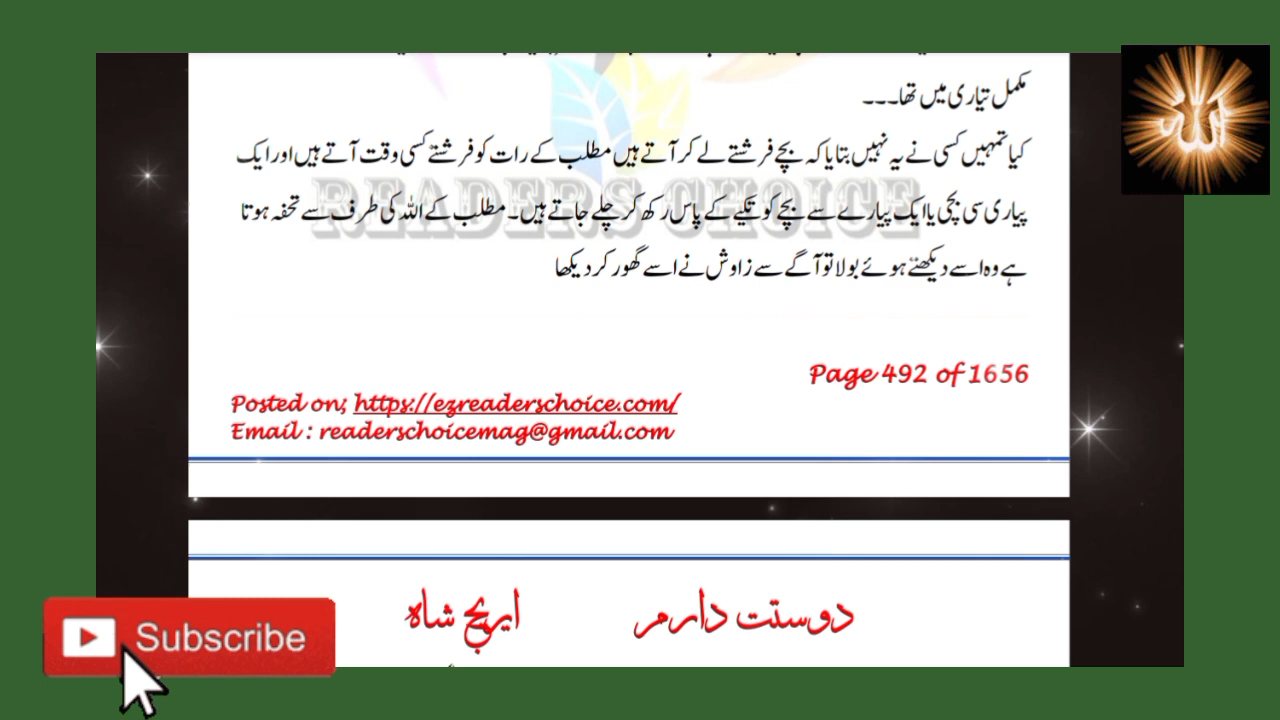 مکمل تیاری میں تھا۔۔۔
کیا تمہیں کسی نے یہ نہیں بتایا کہ بچے فرشتے لے کر آتے ہیں مطلب کے رات کو فرشتے کسی وقت آتے ہیں اور ایک
پیاری سی بچی یا ایک پیارے سے بچے کو تکیے کے پاس رکھ کر چلے جاتے ہیں۔ مطلب کے اللہ کی طرف سے تحفہ ہوتا
ہے وہ اسے دیکھتے ہوئے بولا تو آگے سے زاوش نے اسے گھور کر دیکھا
READERS CHOICE
Page 492 of 1656
Posted on; https://ezreaderschoice.com/
Email : readerschoicemag@gmail.com
دوستت دارم ایریج شاہ
Subscribe
اللہ